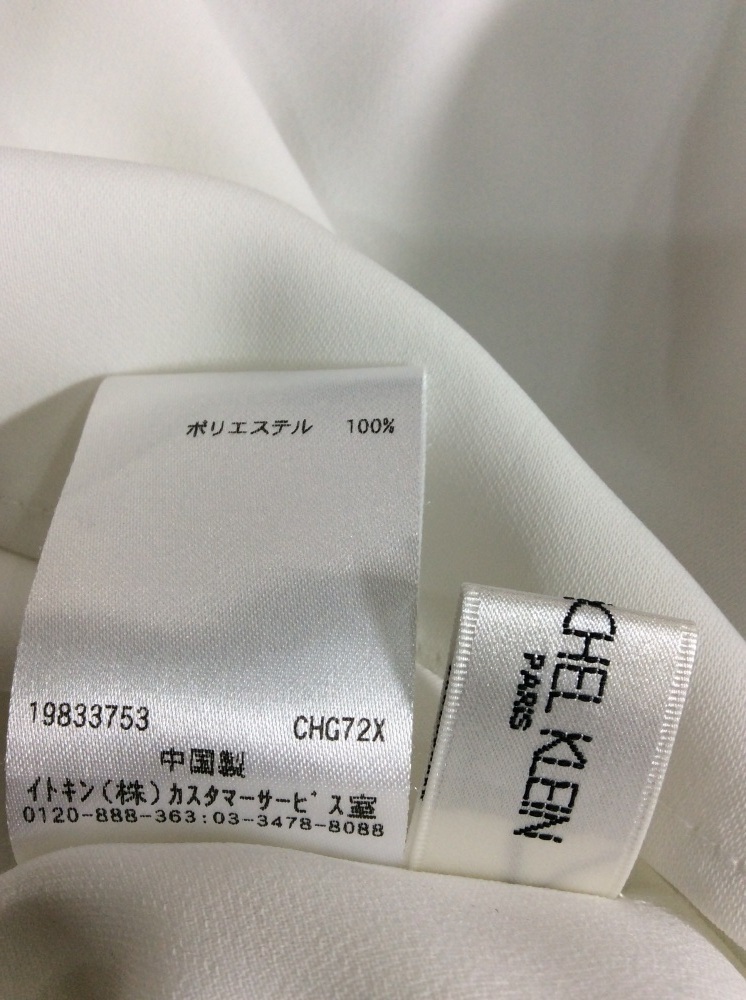 ポリエステル 100%
19833753 CHG72X
中国製
イトキン(株)カスタマーサービス室
0120-888-363:03-3478-8088
CHEL KLEIN
PARIS